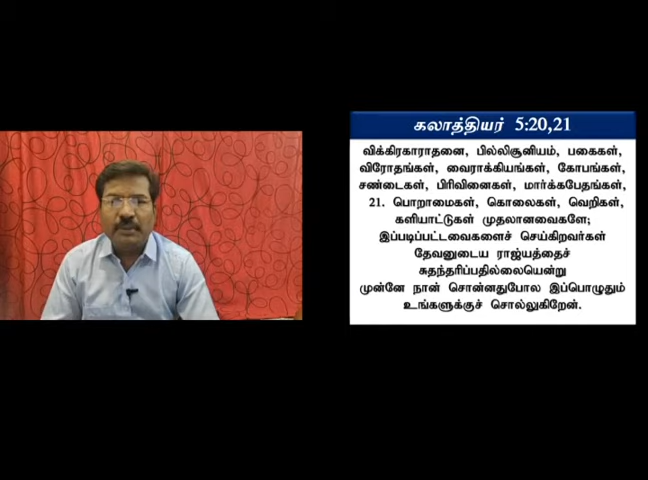 கலாத்தியர் 5:20,21
விக்கிரகாராதனை, பில்லிசூனியம், பகைகள்,
விரோதங்கள், வைராக்கியங்கள், கோபங்கள்,
சண்டைகள், பிரிவினைகள், மார்க்கபேதங்கள்,
21. பொறாமைகள், கொலைகள், வெறிகள்,
களியாட்டுகள் முதலானவைகளே;
இப்படிப்பட்டவைகளைச் செய்கிறவர்கள்
தேவனுடைய ராஜ்யத்தைச்
சுதந்தரிப்பதில்லையென்று
முன்னே நான் சொன்னதுபோல இப்பொழுதும்
உங்களுக்குச் சொல்லுகிறேன்.